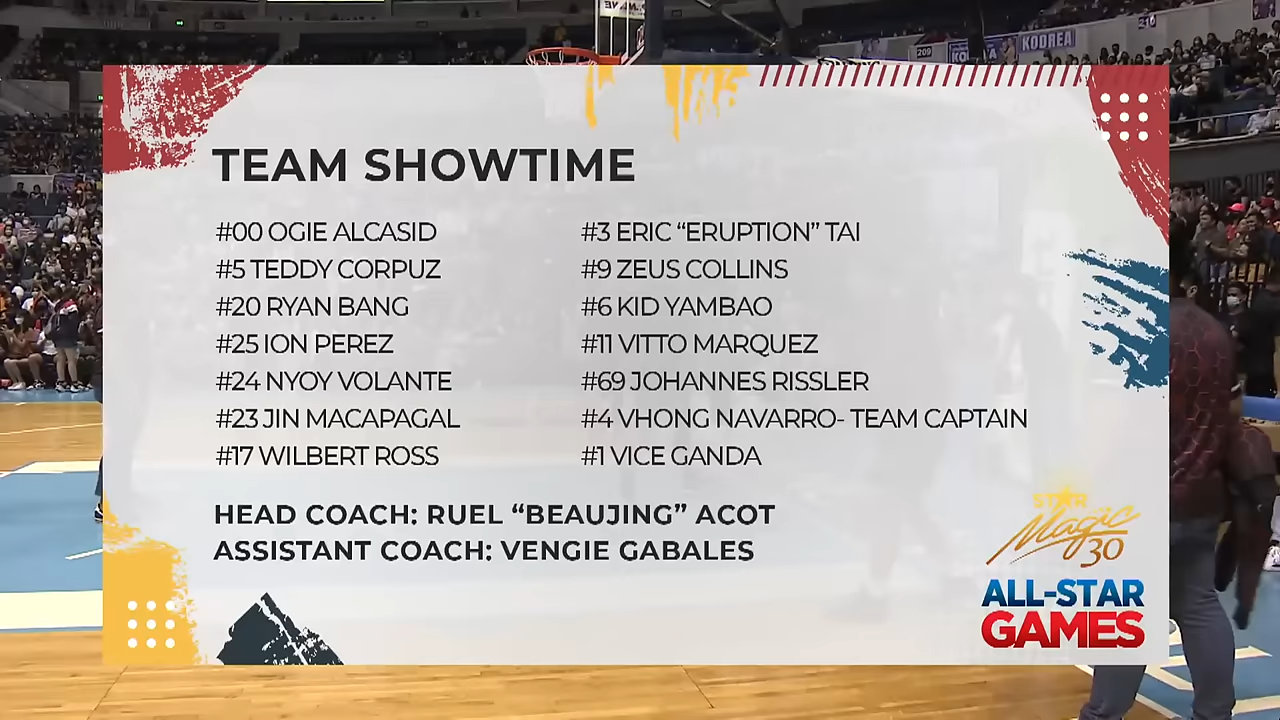 209
KODREA
210
TEAM SHOWTIME
#00 OGIE ALCASID
#5 TEDDY CORPUZ
#20 RYAN BANG
#25 ION PEREZ
#24 NYOY VOLANTE
#23 JIN MACAPAGAL
#17 WILBERT ROSS
#3 ERIC “ERUPTION” TAI
#9 ZEUS COLLINS
#6 KID YAMBAO
#11 VITTO MARQUEZ
#69 JOHANNES RISSLER
#4 VHONG NAVARRO- TEAM CAPTAIN
#1 VICE GANDA
HEAD COACH: RUEL “BEAUJING” ACOT
ASSISTANT COACH: VENGIE GABALES
STAR
Magic
30
ALL-STAR
GAMES